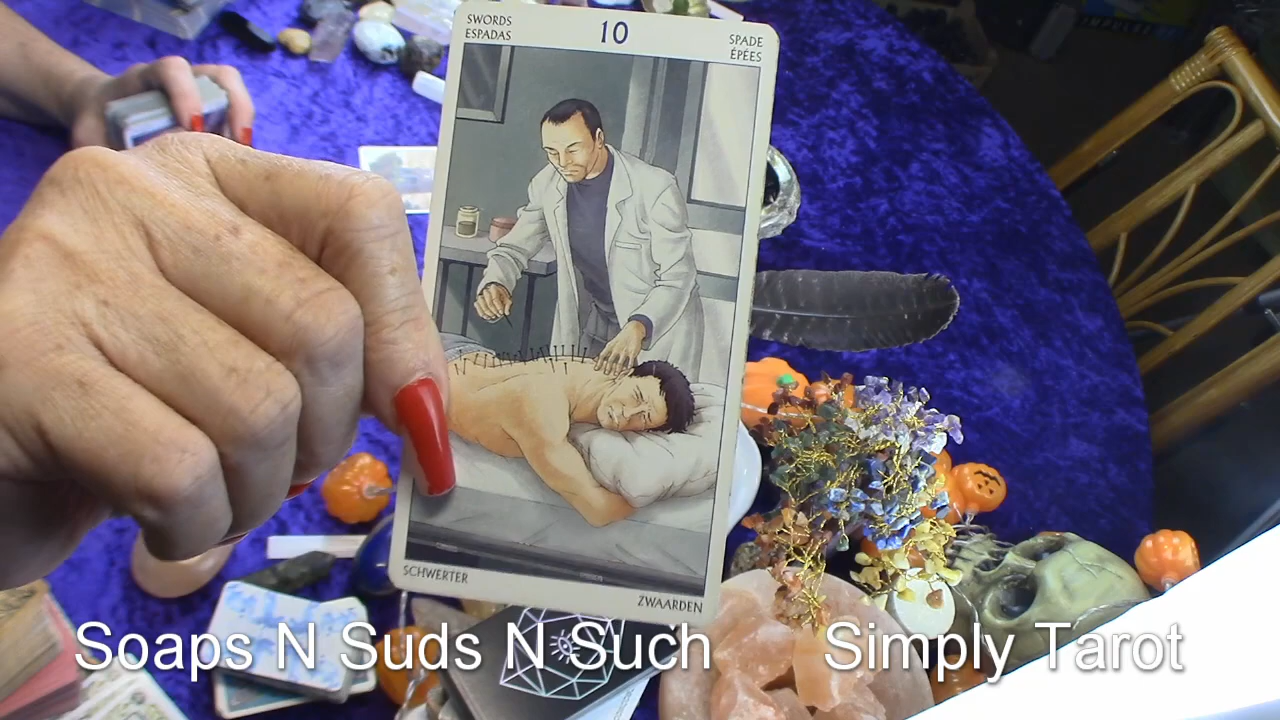 SWORDS
ESPADAS
10
SPADE
ÉPÉES
SCHWERTER
ZWAARDEN
Soaps N Suds N Such
Simply Tarot